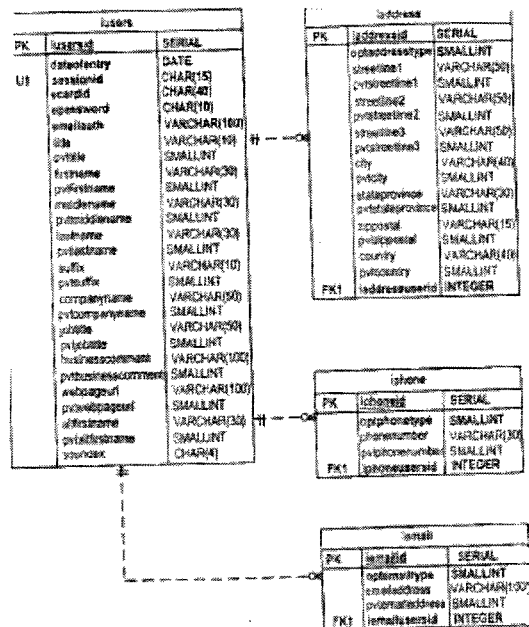 iusers
PK iusersid SERIAL
dateofentry DATE
U1 sessionid CHAR(15)
ecardid CHAR(40)
epassword CHAR(10)
emailauth VARCHAR(100)
title VARCHAR(10)
pvttitle SMALLINT
firstname VARCHAR(30)
pvtfirstname SMALLINT
middlename VARCHAR(30)
pvtmiddlename SMALLINT
lastname VARCHAR(30)
pvtlastname SMALLINT
suffix VARCHAR(10)
pvtsuffix SMALLINT
companyname VARCHAR(50)
pvtcompanyname SMALLINT
jobtitle VARCHAR(50)
pvtjobtitle SMALLINT
businesscomment VARCHAR(100)
pvtbusinesscomment SMALLINT
webpageurl VARCHAR(100)
pvtwebpageurl SMALLINT
altfirstname VARCHAR(30)
pvtaltfirstname SMALLINT
soundex CHAR(4)
iaddress
PK iaddressid SERIAL
optaddresstype SMALLINT
streetline1 VARCHAR(50)
pvtstreetline1 SMALLINT
streetline2 VARCHAR(50)
pvtstreetline2 SMALLINT
streetline3 VARCHAR(50)
pvtstreetline3 SMALLINT
city VARCHAR(40)
pvtcity SMALLINT
stateprovince VARCHAR(30)
pvtstateprovince SMALLINT
zippostal VARCHAR(15)
pvtzippostal SMALLINT
country VARCHAR(40)
pvtcountry SMALLINT
FK1 iaddressuserid INTEGER
iphone
PK iphoneid SERIAL
optphonetype SMALLINT
phonenumber VARCHAR(30)
pvtphonenumber SMALLINT
FK1 iphoneusersid INTEGER
iemail
PK iemailid SERIAL
optemailtype SMALLINT
emailaddress VARCHAR(100)
pvtemailaddress SMALLINT
FK1 iemailusersid INTEGER